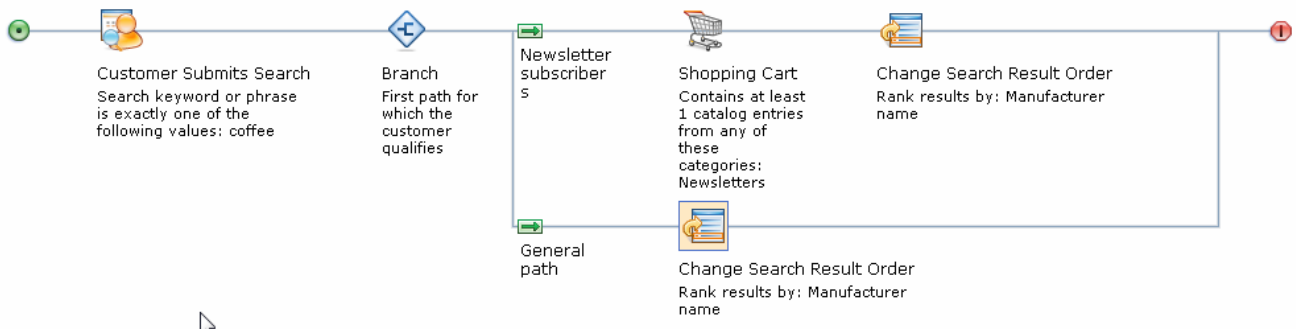 Customer Submits Search
Search keyword or phrase
is exactly one of the
following values: coffee
Branch
First path for
which the
customer
qualifies
Newsletter
subscriber
s
Shopping Cart
Contains at least
1 catalog entries
from any of
these
categories:
Newsletters
Change Search Result Order
Rank results by: Manufacturer
name
General
path
Change Search Result Order
Rank results by: Manufacturer
name